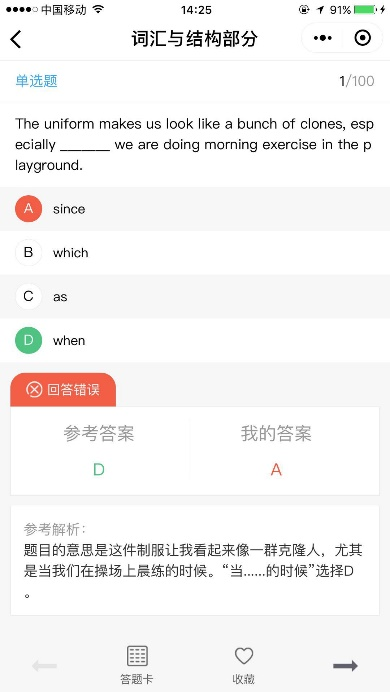 中国移动 14:25 91%
词汇与结构部分
单选题 1/100
The uniform makes us look like a bunch of clones, esp
ecially _______ we are doing morning exercise in the p
layground.
A since
B which
C as
D when
回答错误
参考答案 我的答案
D A
参考解析：
题目的意思是这件制服让我看起来像一群克隆人，尤其
是当我们在操场上晨练的时候。“当......的时候”选择D
。
答题卡 收藏